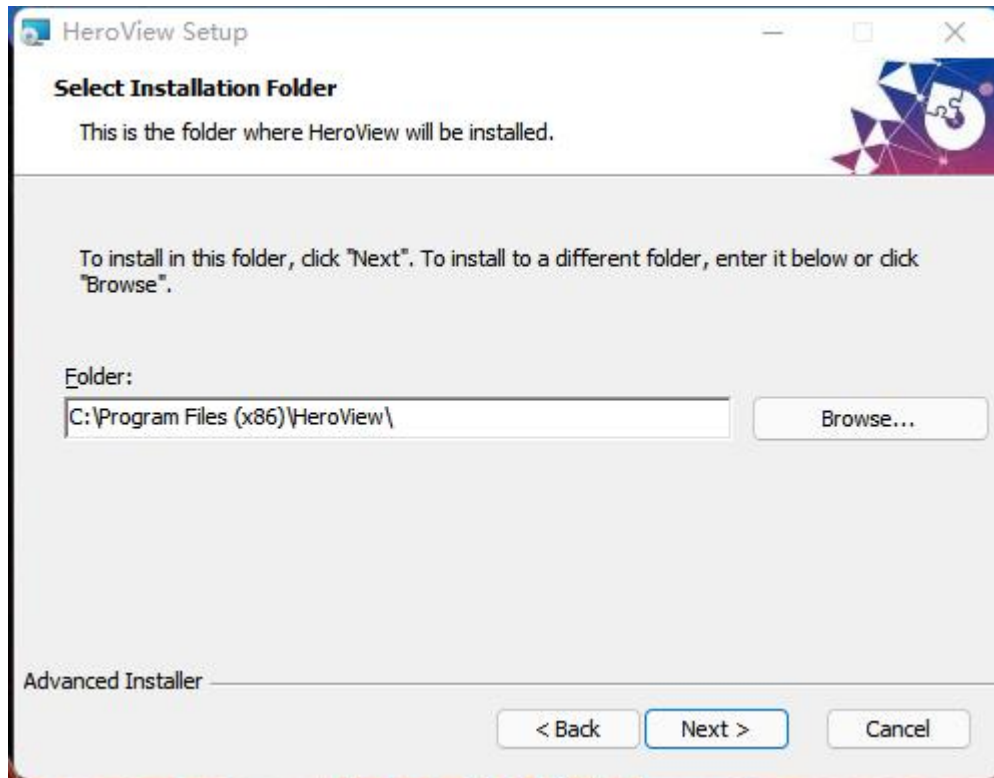 HeroView Setup
Select Installation Folder
This is the folder where HeroView will be installed.
To install in this folder, click "Next". To install to a different folder, enter it below or click
"Browse".
Folder:
C:\Program Files (x86)\HeroView\
Browse...
Advanced Installer
< Back
Next >
Cancel